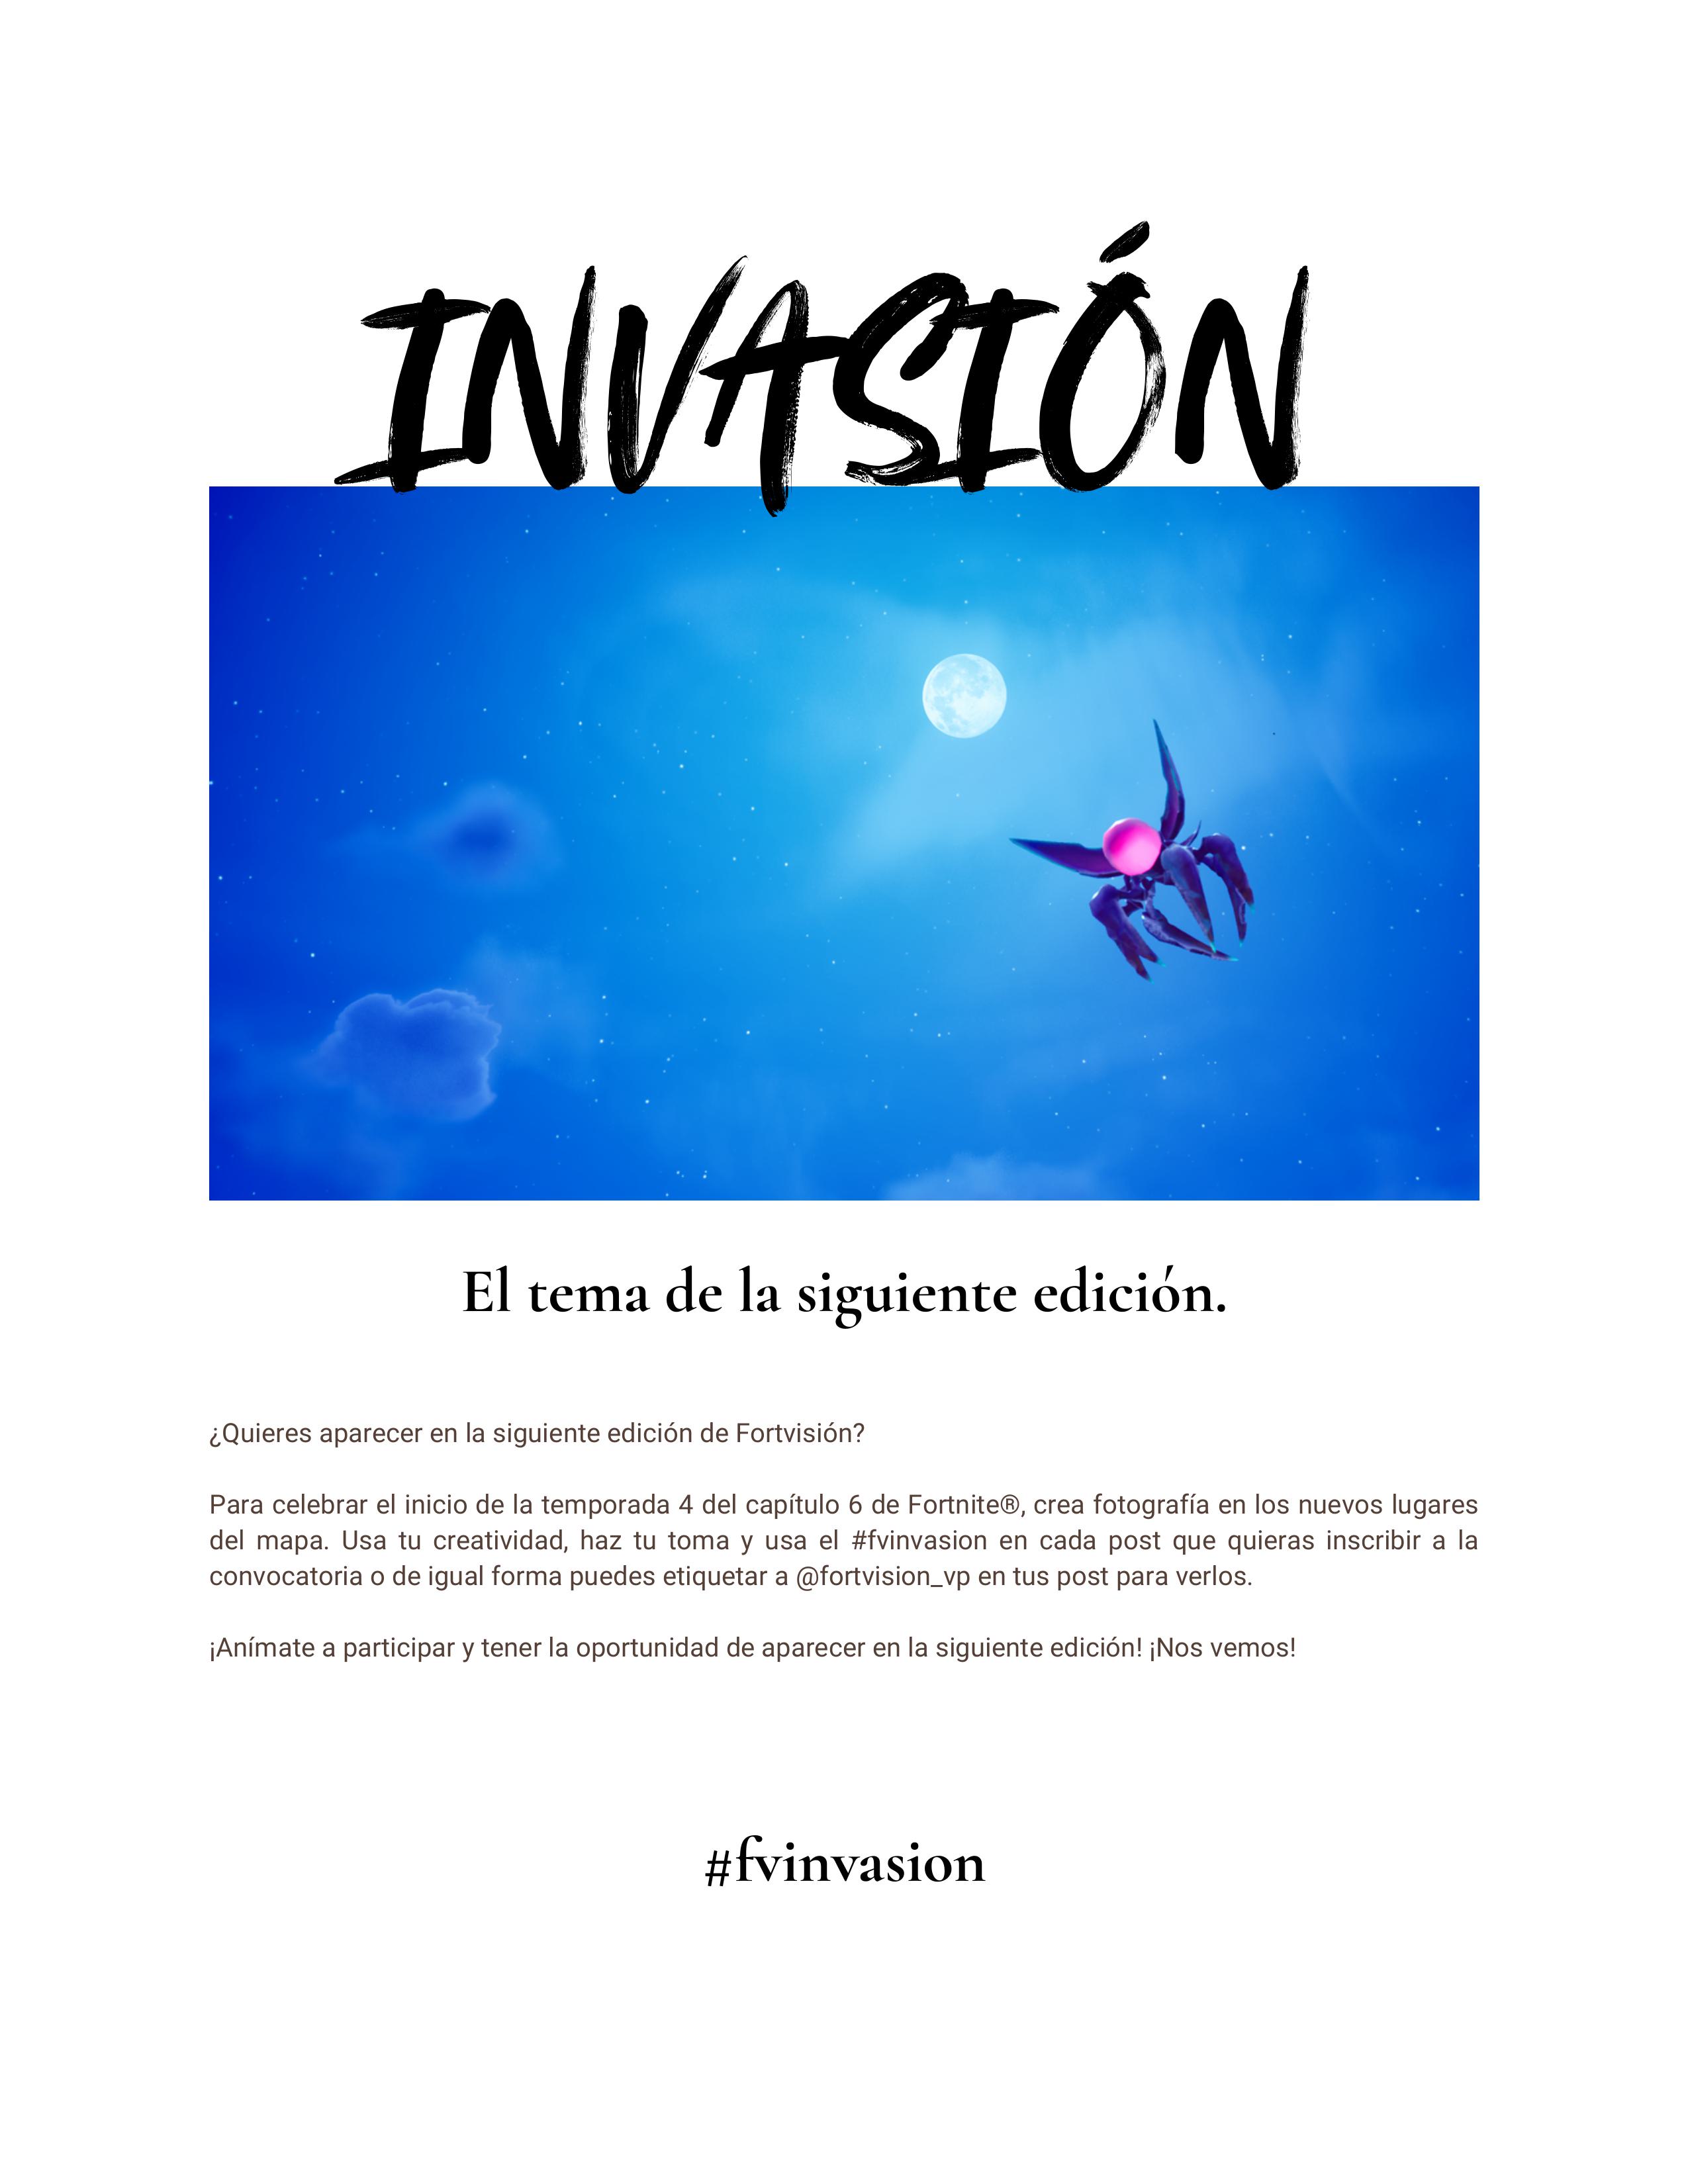 INVASIÓN
El tema de la siguiente edición.
¿Quieres aparecer en la siguiente edición de Fortvisión?
Para celebrar el inicio de la temporada 4 del capítulo 6 de Fortnite®, crea fotografía en los nuevos lugares
del mapa. Usa tu creatividad, haz tu toma y usa el #fvinvasion en cada post que quieras inscribir a la
convocatoria o de igual forma puedes etiquetar a @fortvision_vp en tus post para verlos.
¡Anímate a participar y tener la oportunidad de aparecer en la siguiente edición! ¡Nos vemos!
#fvinvasion